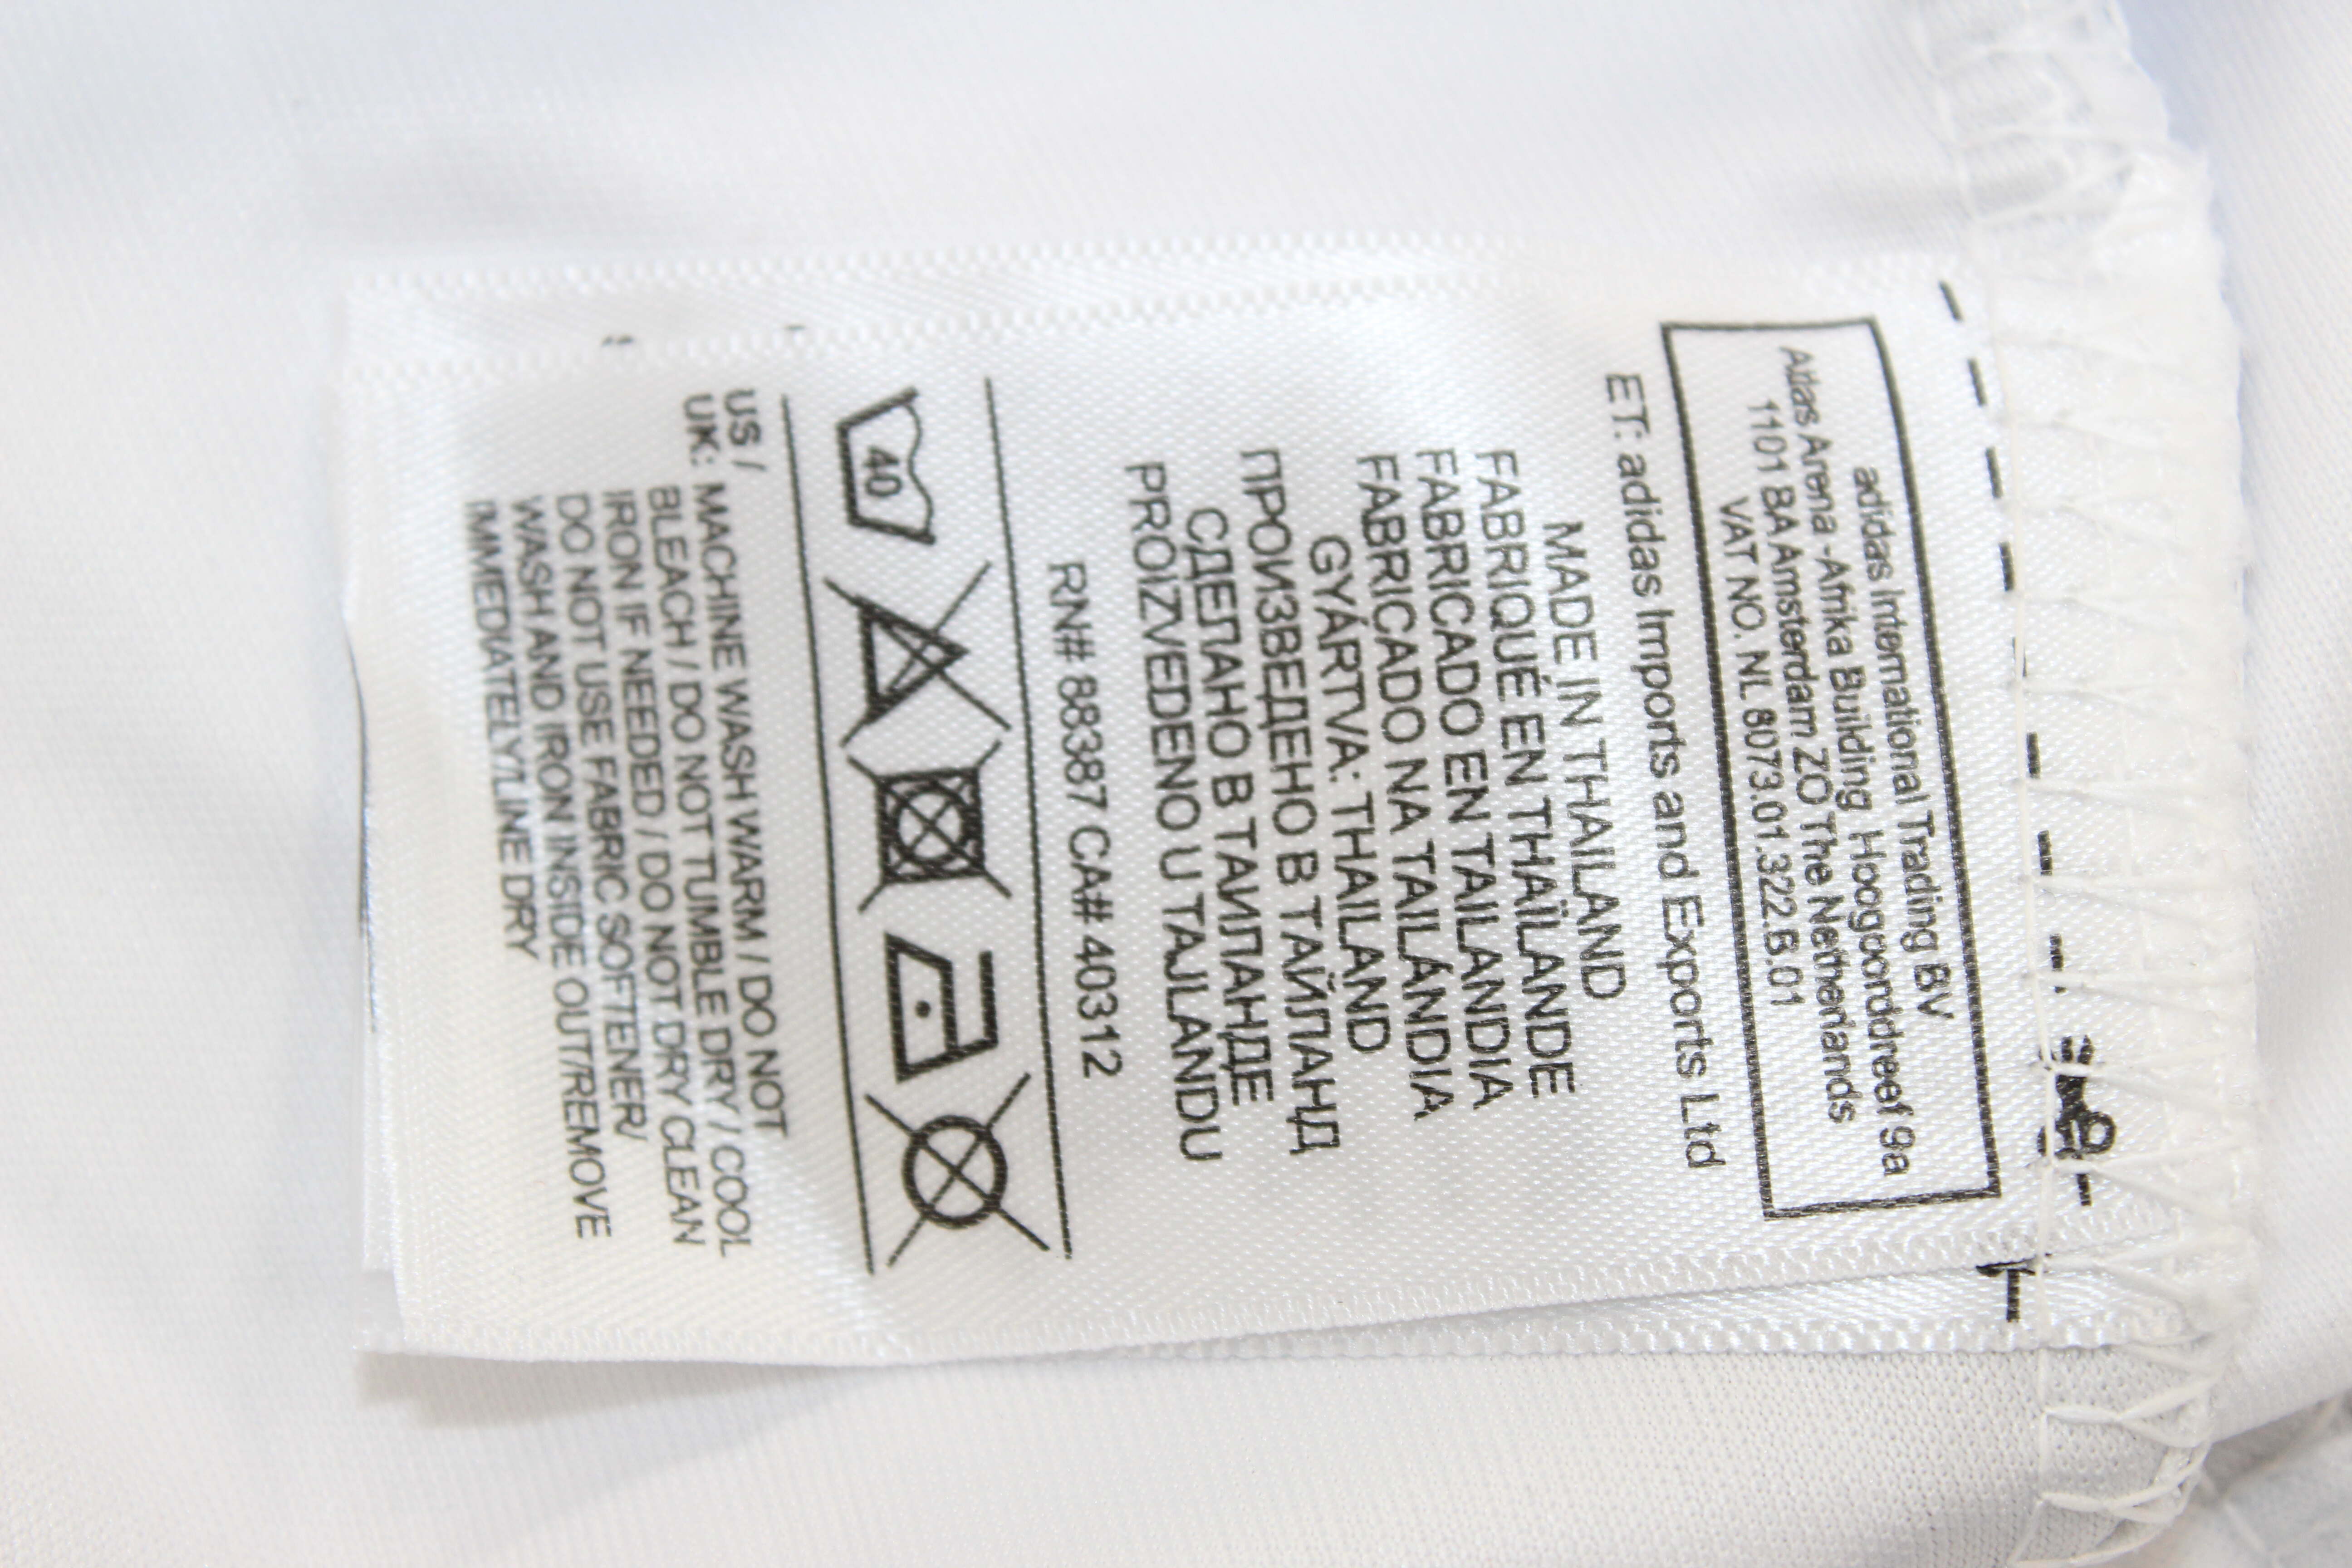 adidas International Trading BV
Atlas Arena -Afrika Building Hoogoorddreef 9a
1101 BA Amsterdam ZO The Netherlands
VAT NO. NL 8073.01.322.B.01
ET: adidas Imports and Exports Ltd
MADE IN THAILAND
FABRIQUÉ EN THAÏLANDE
FABRICADO EN TAILANDIA
FABRICADO NA TAILÁNDIA
GYÁRTVA: THAILAND
ПРОИЗВЕДЕНО В ТАЙЛАНД
СДЕЛАНО В ТАИЛАНДЕ
PROIZVEDENO U TAJLANDU
RN# 88387 CA# 40312
40
US /
UK: MACHINE WASH WARM / DO NOT
BLEACH / DO NOT TUMBLE DRY / COOL
IRON IF NEEDED / DO NOT DRY CLEAN
DO NOT USE FABRIC SOFTENER/
WASH AND IRON INSIDE OUT/REMOVE
IMMEDIATELY/LINE DRY